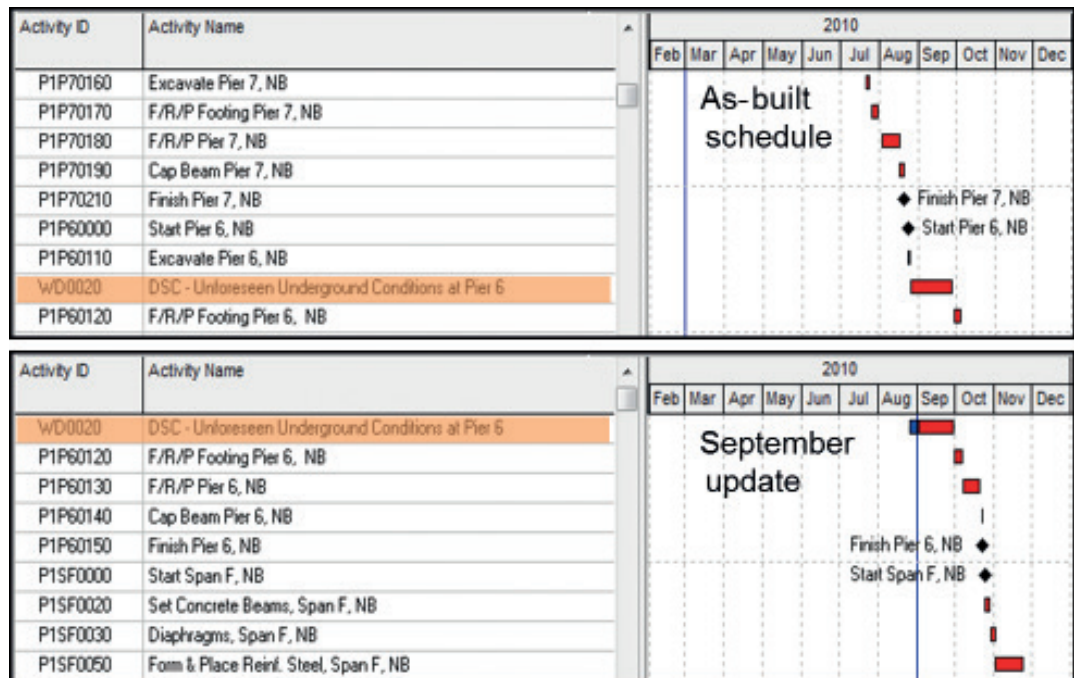 Activity ID Activity Name 2010
Feb Mar Apr May Jun Jul Aug Sep Oct Nov Dec
P1P70160 Excavate Pier 7, NB
P1P70170 F/R/P Footing Pier 7, NB
P1P70180 F/R/P Pier 7, NB
P1P70190 Cap Beam Pier 7, NB
P1P70210 Finish Pier 7, NB Finish Pier 7, NB
P1P60000 Start Pier 6, NB Start Pier 6, NB
P1P60110 Excavate Pier 6, NB
WD0020 DSC - Unforeseen Underground Conditions at Pier 6
P1P60120 F/R/P Footing Pier 6, NB
As-built
schedule
Activity ID Activity Name 2010
Feb Mar Apr May Jun Jul Aug Sep Oct Nov Dec
WD0020 DSC - Unforeseen Underground Conditions at Pier 6
P1P60120 F/R/P Footing Pier 6, NB
P1P60130 F/R/P Pier 6, NB
P1P60140 Cap Beam Pier 6, NB
P1P60150 Finish Pier 6, NB Finish Pier 6, NB
P1SF0000 Start Span F, NB Start Span F, NB
P1SF0020 Set Concrete Beams, Span F, NB
P1SF0030 Diaphragms, Span F, NB
P1SF0050 Form & Place Reinf. Steel, Span F, NB
September
update